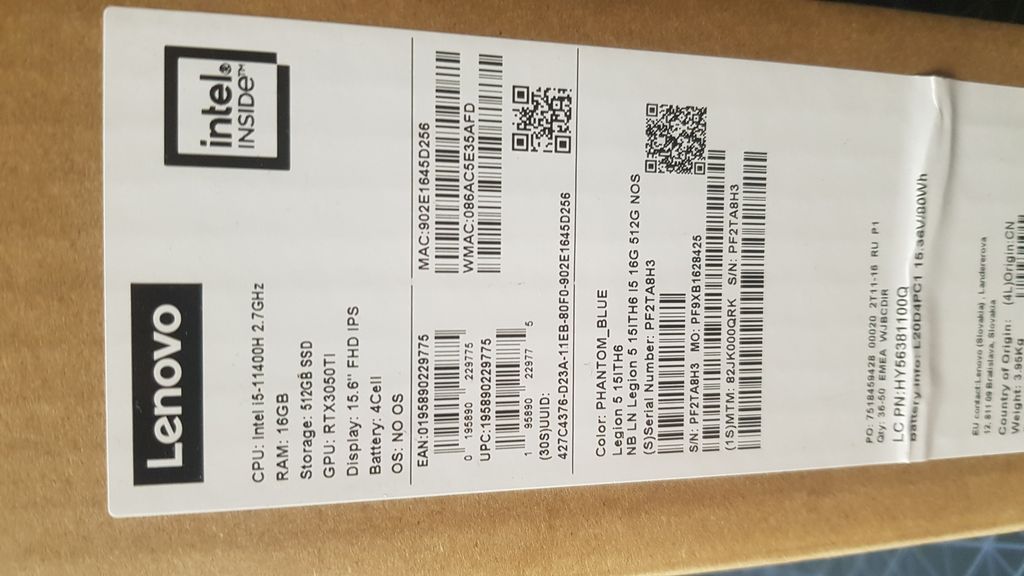 Lenovo
intel®
INSIDE™
CPU: Intel i5-11400H 2.7GHz
RAM: 16GB
Storage: 512GB SSD
GPU: RTX3050TI
Display: 15.6" FHD IPS
Battery: 4Cell
OS: NO OS
EAN:0195890229775
0 195890 229775
UPC:195890229775
1 95890 22977 5
MAC:902E1645D256
WMAC:086AC5E35AFD
(30S)UUID:
427C4376-D23A-11EB-80F0-902E1645D256
Color: PHANTOM_BLUE
Legion 5 15ITH6
NB LN Legion 5 15ITH6 I5 16G 512G NOS
(S)Serial Number: PF2TA8H3
S/N: PF2TA8H3 MO: PF9XB1628425
(1S)MTM: 82JK000QRK S/N: PF2TA8H3
PO: 7518459428 00020 2T11-16 RU P1
Qty: 36-50 EMEA WJBCDIR
LC PN:HY56381100Q
Battery Info: L20D4PC1 15.36V/60Wh
EU contact:Lenovo (Slovakia), Landererova
12, 811 09 Bratislava, Slovakia
Country of Origin: (4L)Origin:CN
Weight: 3.95Kg